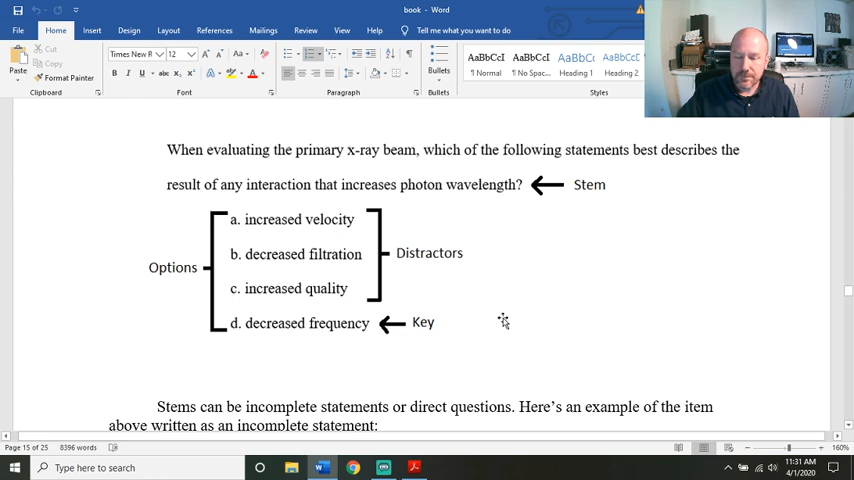 book - Word
File Home Insert Design Layout References Mailings Review View Help Tell me what you want to do
Cut
Copy
Format Painter
Paste
Clipboard
Times New R 12
B I U abc
Font
Paragraph
Bullets
Bullets
AaBbCcI AaBbCcI AaBbCc AaBbCcI
¶ Normal ¶ No Spac... Heading 1 Heading 2
Styles
When evaluating the primary x-ray beam, which of the following statements best describes the
result of any interaction that increases photon wavelength? Stem
a. increased velocity
b. decreased filtration
c. increased quality
d. decreased frequency
Options
Distractors
Key
Stems can be incomplete statements or direct questions. Here's an example of the item
above written as an incomplete statement:
Page 15 of 25 8396 words 160%
Type here to search
11:31 AM
4/1/2020